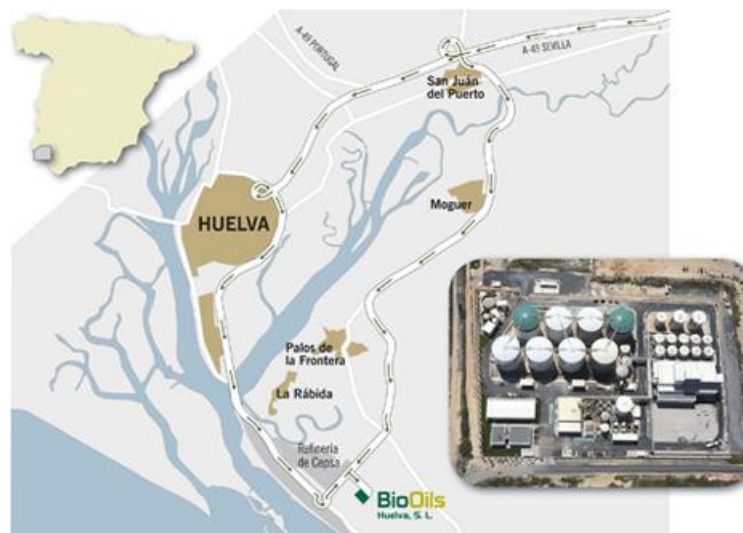 A-49 PORTUGAL
A-49 SEVILLA
San Juán
del Puerto
Moguer
HUELVA
Palos de
la Frontera
La Rábida
Refinería
de Cepsa
BioOils
Huelva, S. L.